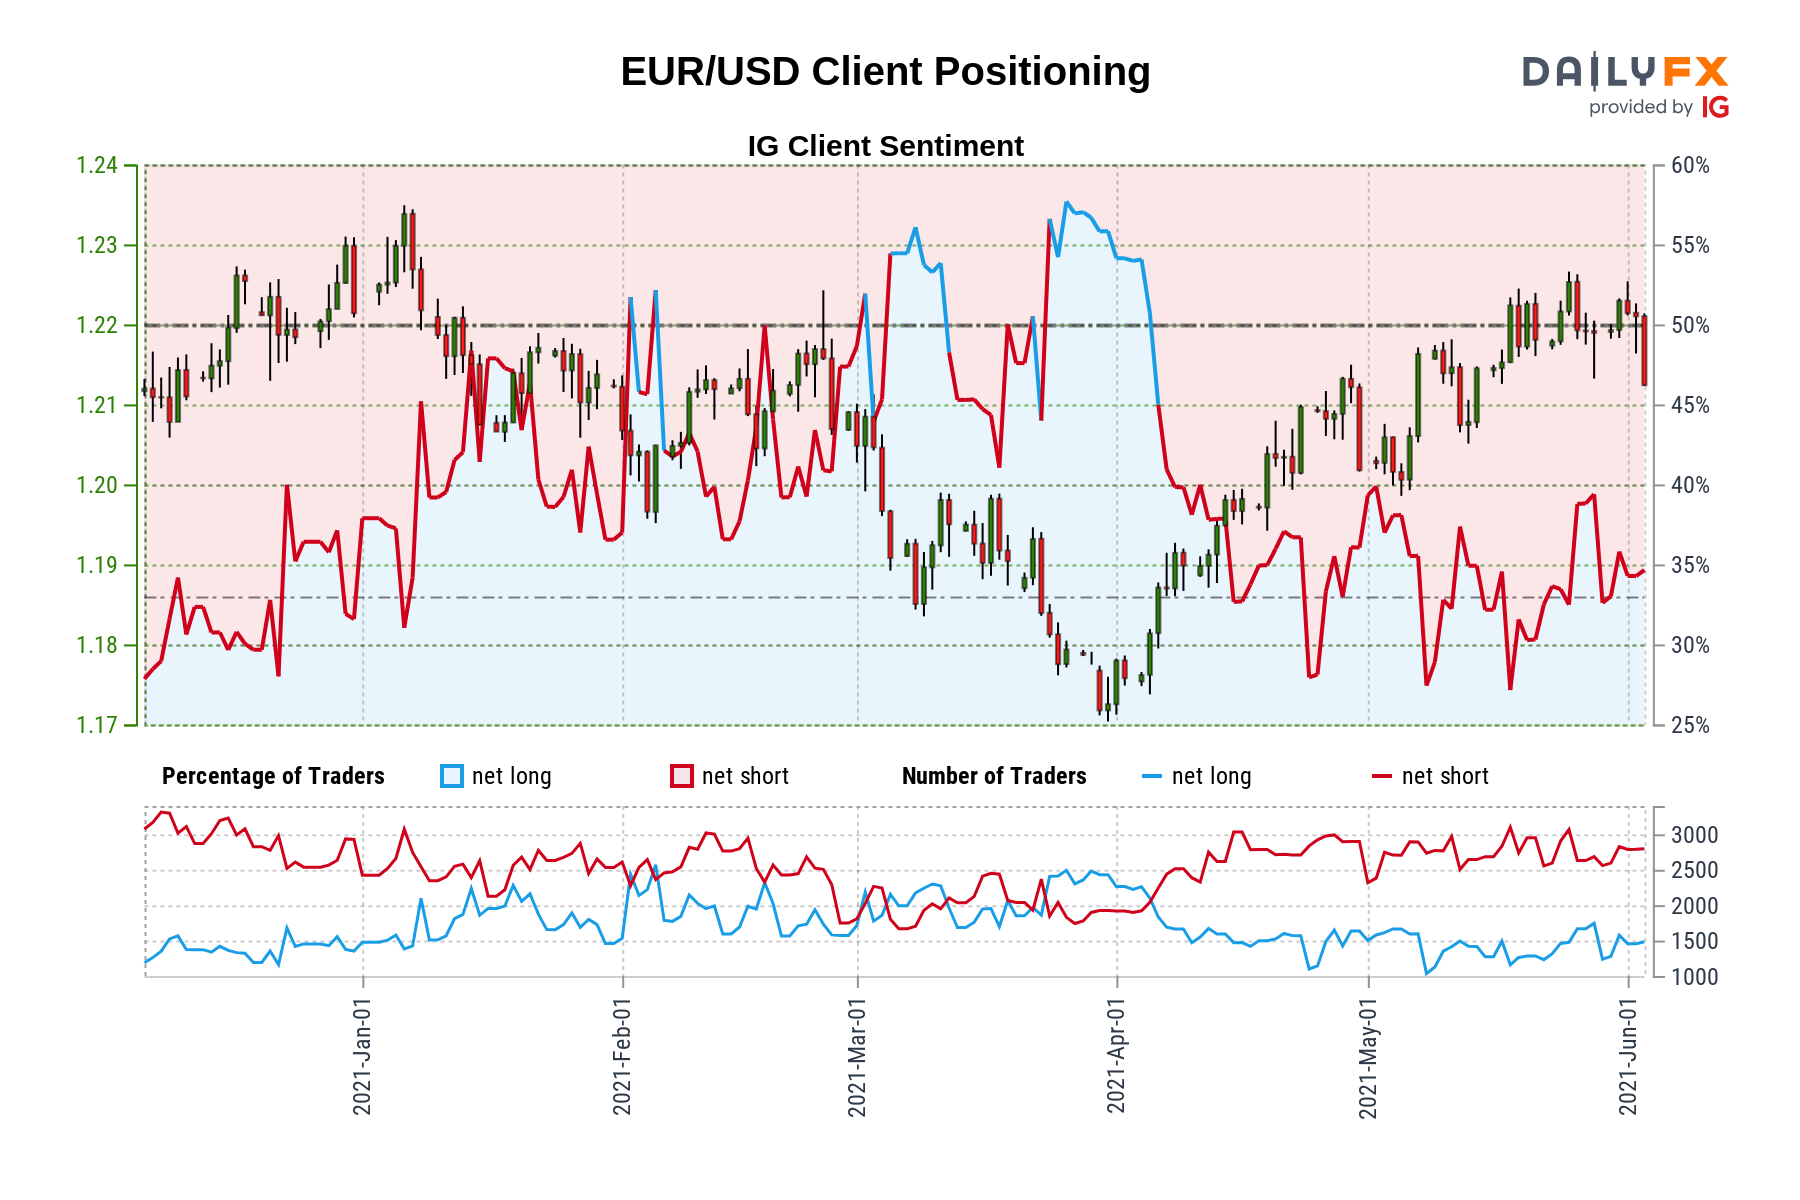 EUR/USD Client Positioning
DAILYFX
provided by IG
IG Client Sentiment
1.24
1.23
1.22
1.21
1.20
1.19
1.18
1.17
60%
55%
50%
45%
40%
35%
30%
25%
Percentage of Traders net long net short Number of Traders net long net short
3000
2500
2000
1500
1000
2021-Jan-01
2021-Feb-01
2021-Mar-01
2021-Apr-01
2021-May-01
2021-Jun-01